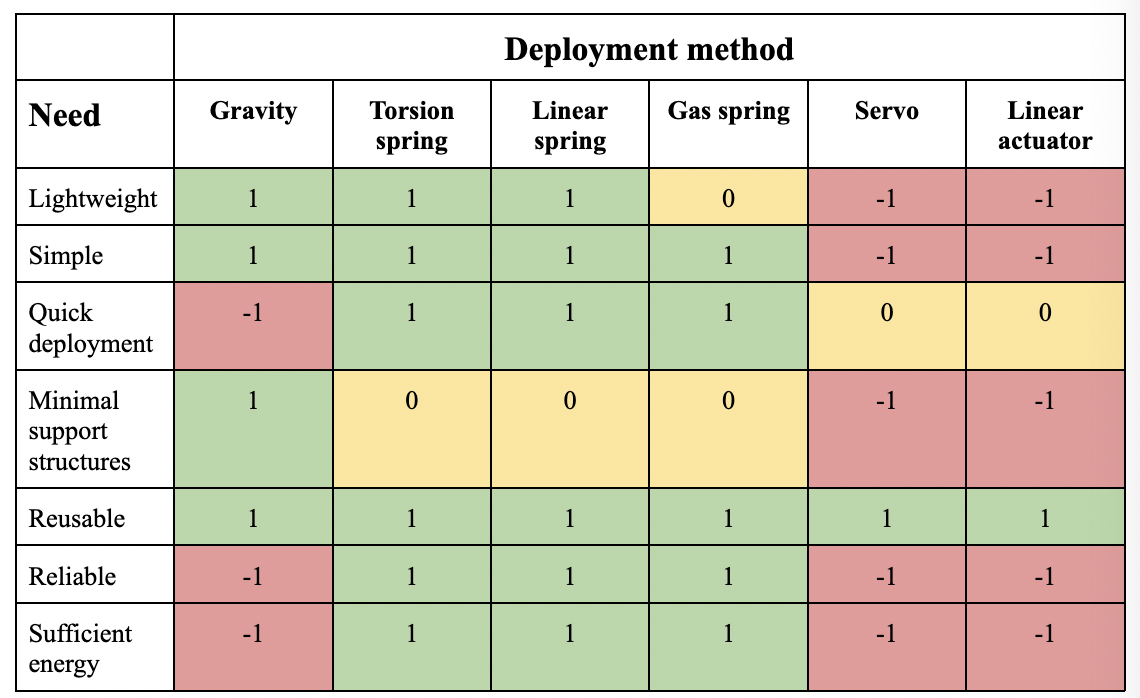 Deployment method
Need Gravity Torsion spring Linear spring Gas spring Servo Linear actuator
Lightweight 1 1 1 0 -1 -1
Simple 1 1 1 1 -1 -1
Quick deployment -1 1 1 1 0 0
Minimal support structures 1 0 0 0 -1 -1
Reusable 1 1 1 1 1 1
Reliable -1 1 1 1 -1 -1
Sufficient energy -1 1 1 1 -1 -1